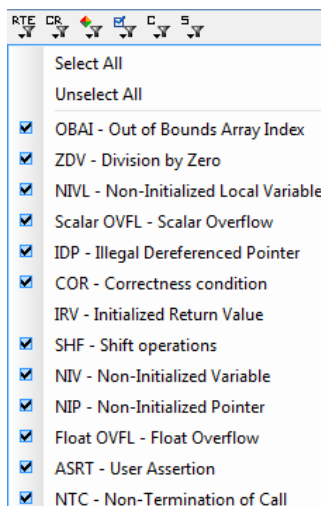 RTE CR C S
Select All
Unselect All
OBAI - Out of Bounds Array Index
ZDV - Division by Zero
NIVL - Non-Initialized Local Variable
Scalar OVFL - Scalar Overflow
IDP - Illegal Dereferenced Pointer
COR - Correctness condition
IRV - Initialized Return Value
SHF - Shift operations
NIV - Non-Initialized Variable
NIP - Non-Initialized Pointer
Float OVFL - Float Overflow
ASRT - User Assertion
NTC - Non-Termination of Call